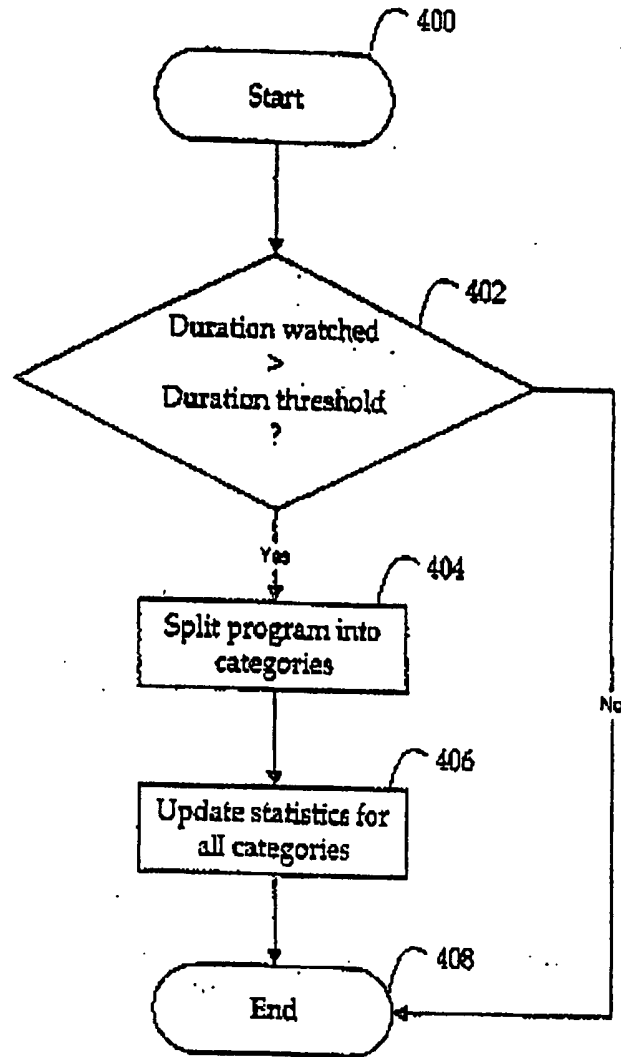 400
Start
402
Duration watched
>
Duration threshold
?
Yes
404
Split program into
categories
No
406
Update statistics for
all categories
408
End